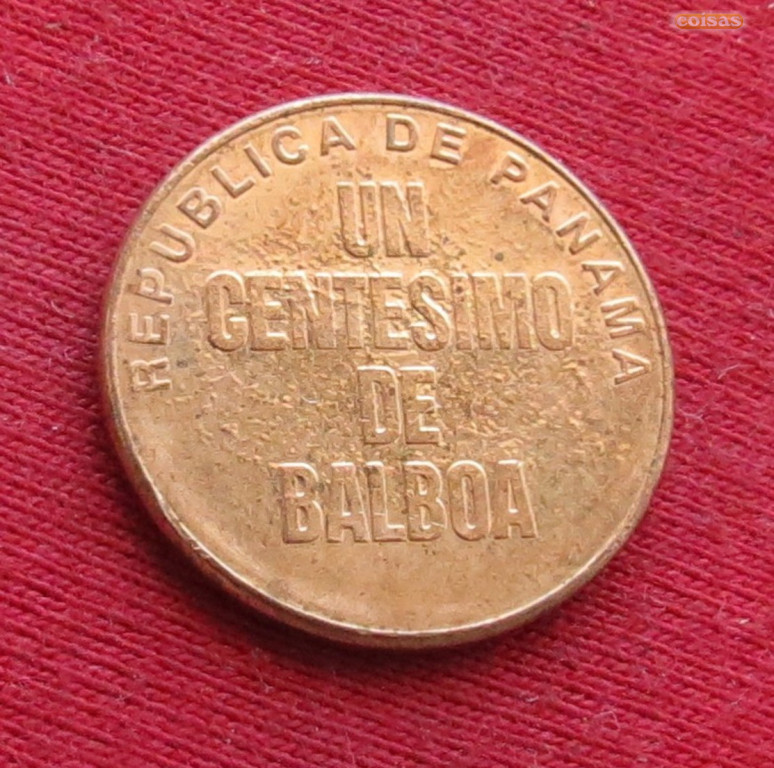 coisas
REPUBLICA DE PANAMA
UN
CENTESIMO
DE
BALBOA